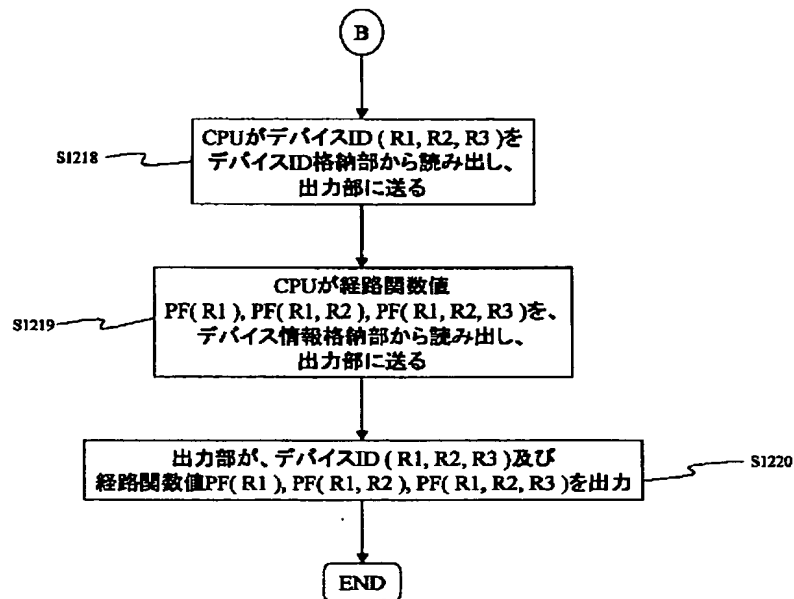 B
S1218
CPUがデバイスID ( R1, R2, R3 )を
デバイスID格納部から読み出し、
出力部に送る
S1219
CPUが経路関数値
PF( R1 ), PF( R1, R2 ), PF( R1, R2, R3 )を、
デバイス情報格納部から読み出し、
出力部に送る
出力部が、デバイスID ( R1, R2, R3 )及び
経路関数値PF( R1 ), PF( R1, R2 ), PF( R1, R2, R3 )を出力
S1220
END